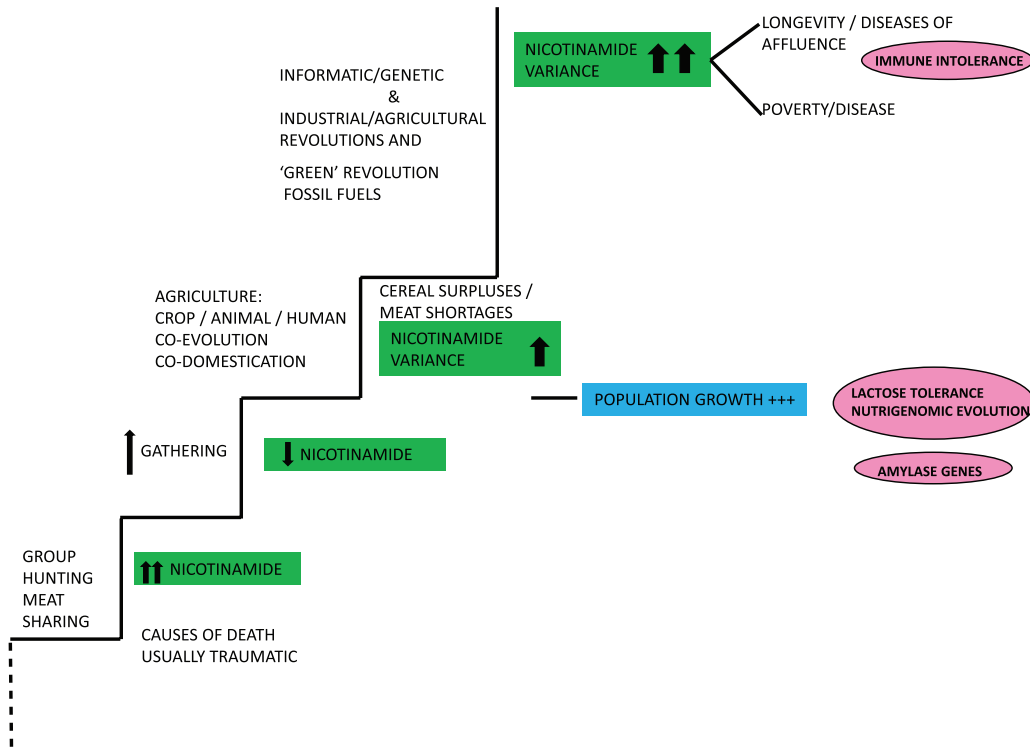 LONGEVITY / DISEASES OF
AFFLUENCE
IMMUNE INTOLERANCE
NICOTINAMIDE
VARIANCE
POVERTY/DISEASE
INFORMATIC/GENETIC
&
INDUSTRIAL/AGRICULTURAL
REVOLUTIONS AND
‘GREEN’ REVOLUTION
FOSSIL FUELS
AGRICULTURE:
CROP / ANIMAL / HUMAN
CO-EVOLUTION
CO-DOMESTICATION
CEREAL SURPLUSES /
MEAT SHORTAGES
NICOTINAMIDE
VARIANCE
POPULATION GROWTH +++
LACTOSE TOLERANCE
NUTRIGENOMIC EVOLUTION
AMYLASE GENES
GATHERING
NICOTINAMIDE
GROUP
HUNTING
MEAT
SHARING
NICOTINAMIDE
CAUSES OF DEATH
USUALLY TRAUMATIC